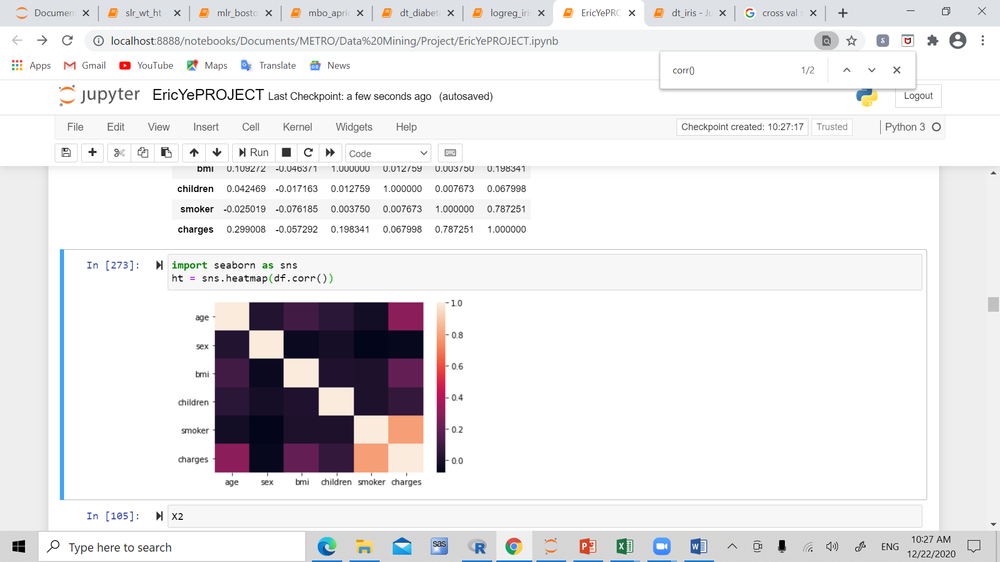 Documen
slr_wt_ht
mlr_bosto
mbo_apri
dt_diabet
logreg_iri
EricYePRO
dt_iris - Ju
cross val s
localhost:8888/notebooks/Documents/METRO/Data%20Mining/Project/EricYePROJECT.ipynb
Apps Gmail YouTube Maps Translate News
corr() 1/2
jupyter EricYePROJECT Last Checkpoint: a few seconds ago (autosaved)
Logout
File Edit View Insert Cell Kernel Widgets Help
Checkpoint created: 10:27:17 Trusted Python 3
Run Code
bmi 0.109272 -0.046371 1.000000 0.012759 0.003750 0.198341
children 0.042469 -0.017163 0.012759 1.000000 0.007673 0.067998
smoker -0.025019 -0.076185 0.003750 0.007673 1.000000 0.787251
charges 0.299008 -0.057292 0.198341 0.067998 0.787251 1.000000
In [273]:
import seaborn as sns
ht = sns.heatmap(df.corr())
age
sex
bmi
children
smoker
charges
age sex bmi children smoker charges
1.0
0.8
0.6
0.4
0.2
0.0
In [105]: X2
Type here to search
sas
ENG
10:27 AM
12/22/2020